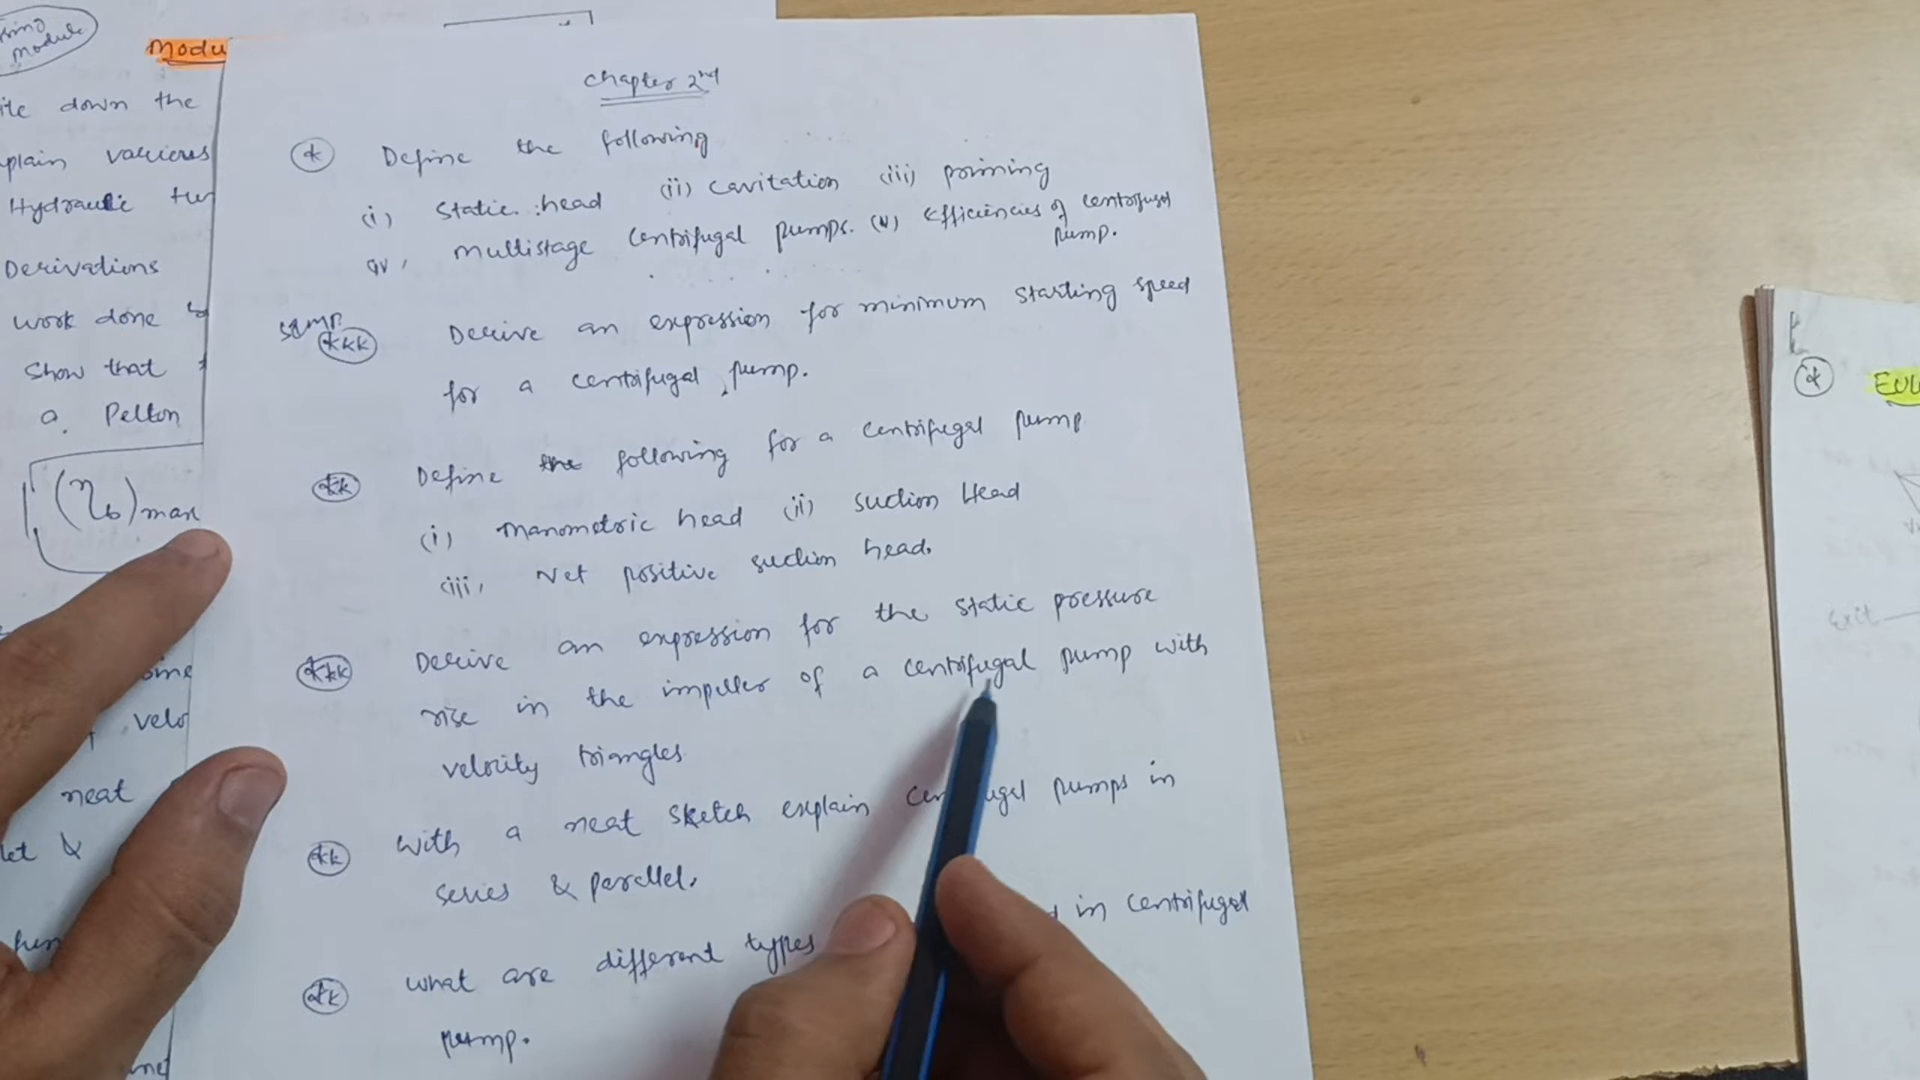 Chapter 2nd
Define the following
(i) static head (ii) cavitation (iii) priming
(iv) multistage centrifugal pumps. (v) Efficiencies of centrifugal
pump.
Derive an expression for minimum starting speed
for a centrifugal pump.
Define the following for a centrifugal pump
(i) manometric head (ii) suction Head
(iii) Net positive suction head.
Derive an expression for the static pressure
rise in the impeller of a centrifugal pump with
velocity triangles
with a neat sketch explain pumps in
series & parallel.
what are different types in centrifugal
pump.
module
Modu
down the
Hydraulic
Derivations
work done
Show that
a. Pelton
(η_b)max
velo
neat
&